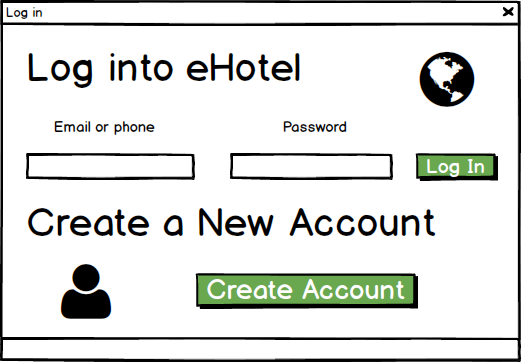 Log in
Log into eHotel
Email or phone Password
Log In
Create a New Account
Create Account